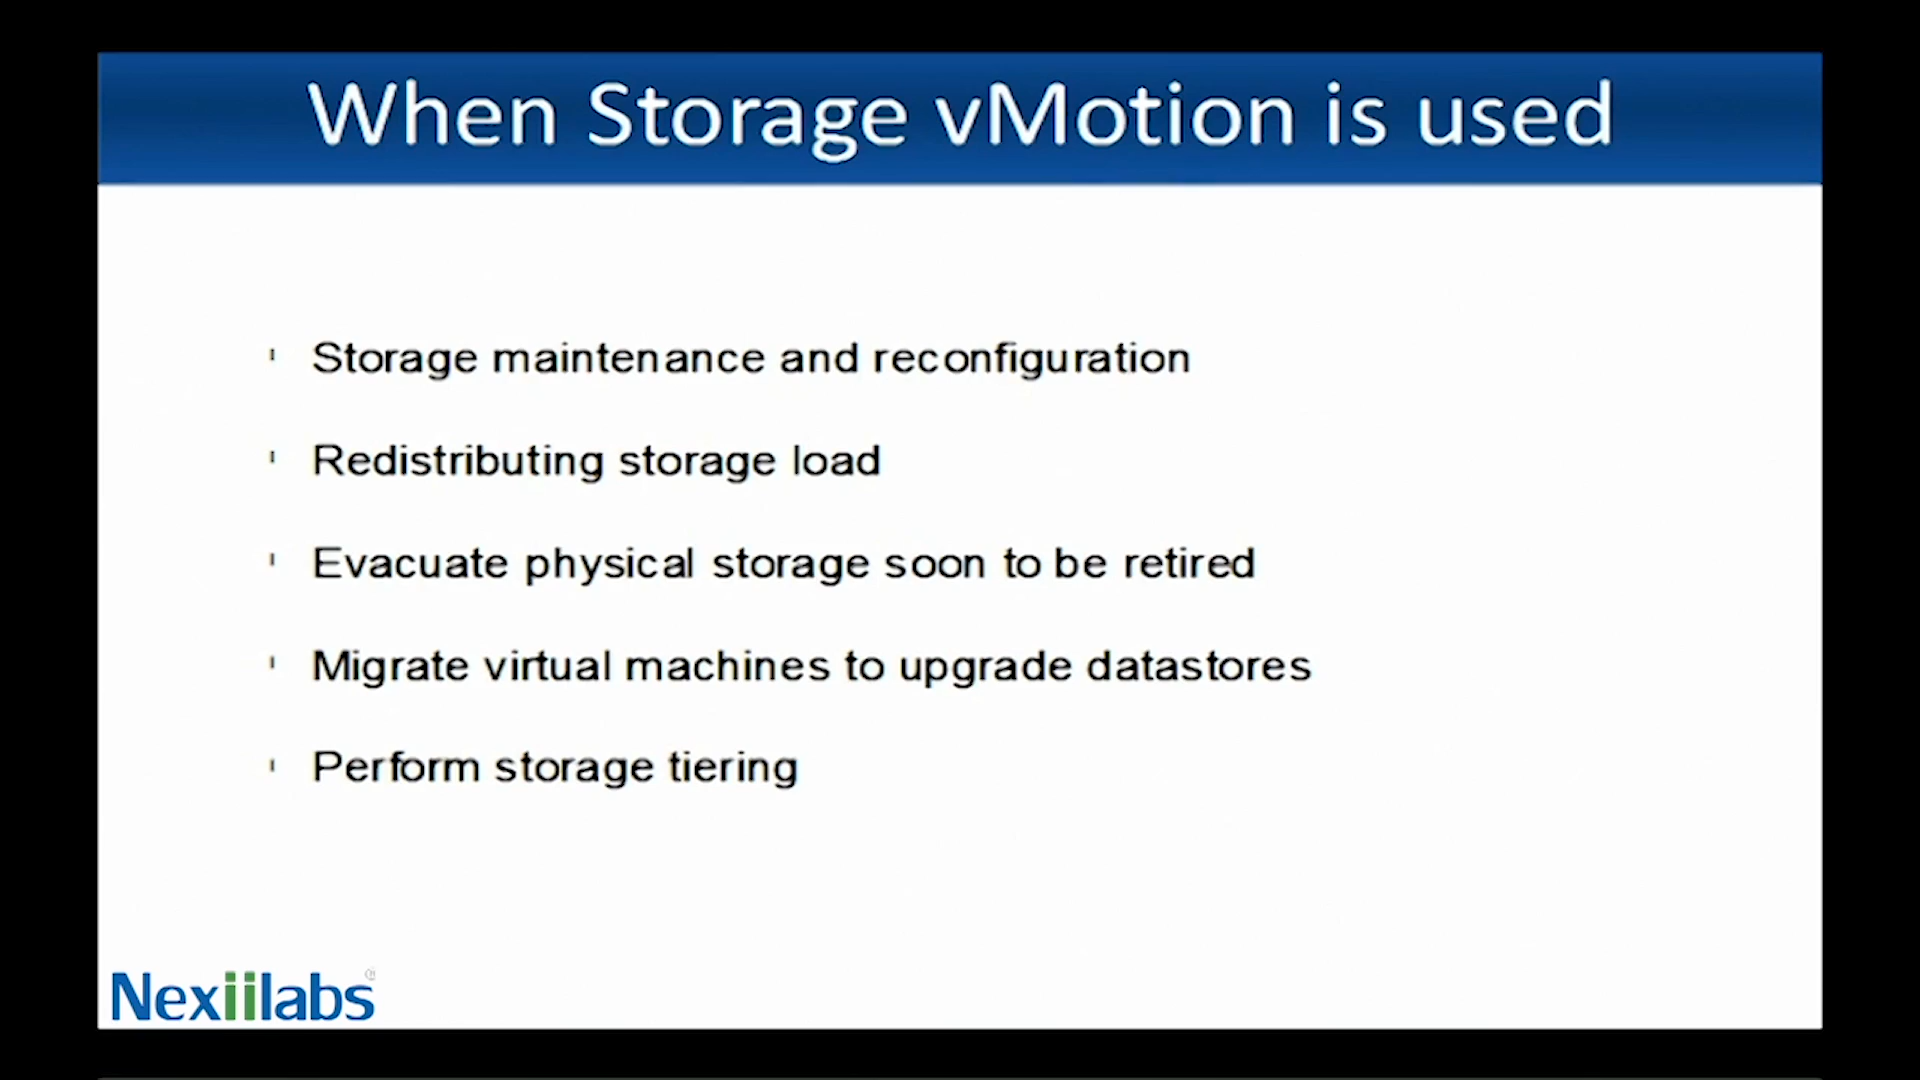 When Storage vMotion is used
Storage maintenance and reconfiguration
Redistributing storage load
Evacuate physical storage soon to be retired
Migrate virtual machines to upgrade datastores
Perform storage tiering
Nexiilabs